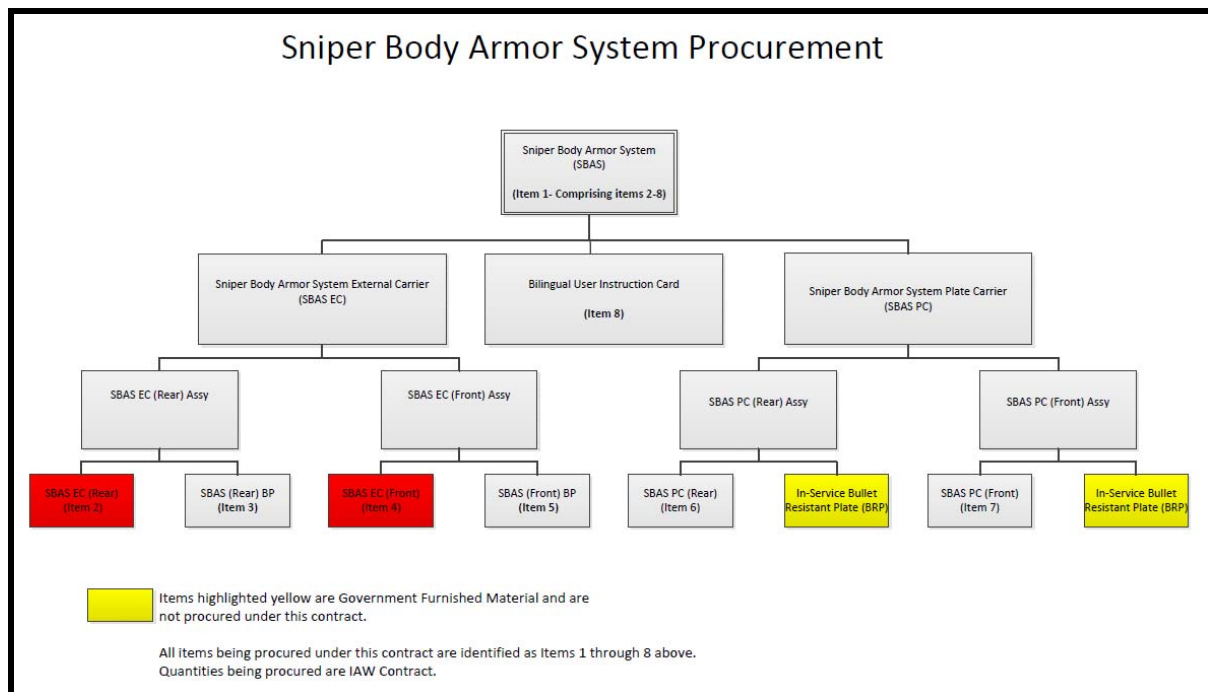 Sniper Body Armor System Procurement
Sniper Body Armor System
(SBAS)
(Item 1- Comprising items 2-8)
Sniper Body Armor System External Carrier
(SBAS EC)
Bilingual User Instruction Card
(Item 8)
Sniper Body Armor System Plate Carrier
(SBAS PC)
SBAS EC (Rear) Assy
SBAS EC (Front) Assy
SBAS PC (Rear) Assy
SBAS PC (Front) Assy
SBAS EC (Rear)
(Item 2)
SBAS (Rear) BP
(Item 3)
SBAS EC (Front)
(Item 4)
SBAS (Front) BP
(Item 5)
SBAS PC (Rear)
(Item 6)
In-Service Bullet
Resistant Plate (BRP)
SBAS PC (Front)
(Item 7)
In-Service Bullet
Resistant Plate (BRP)
Items highlighted yellow are Government Furnished Material and are
not procured under this contract.
All items being procured under this contract are identified as Items 1 through 8 above.
Quantities being procured are IAW Contract.